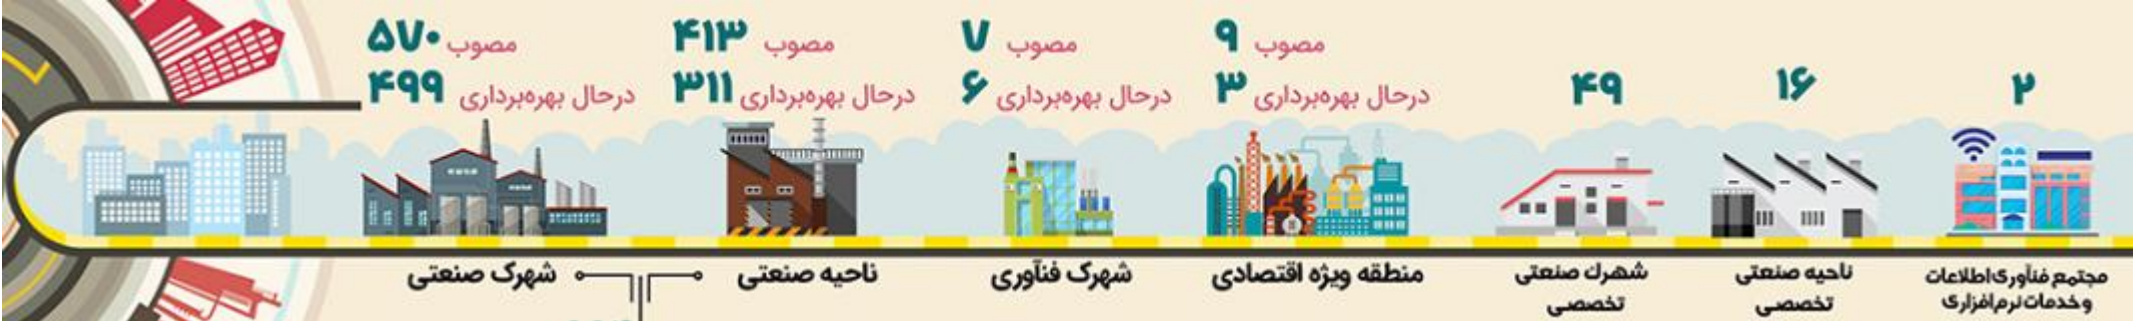 مصوب ۵۷۰
درحال بهره‌برداری ۴۹۹
شهرک صنعتی
مصوب ۴۱۳
درحال بهره‌برداری ۳۱۱
ناحیه صنعتی
مصوب ۷
درحال بهره‌برداری ۶
شهرک فنآوری
مصوب ۹
درحال بهره‌برداری ۳
منطقه ویژه اقتصادی
۴۹
شهرک صنعتی
تخصصی
۱۶
ناحیه صنعتی
تخصصی
۲
مجتمع فنآوری اطلاعات
و خدمات نرم‌افزاری